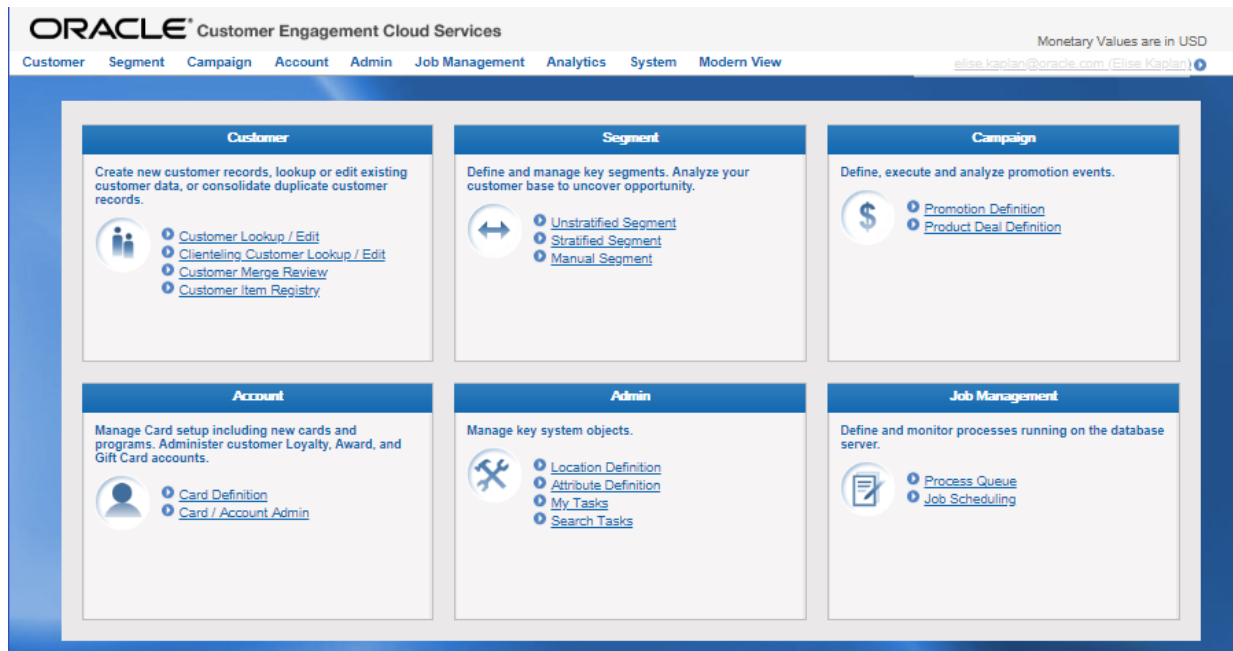 ORACLE® Customer Engagement Cloud Services
Monetary Values are in USD
Customer Segment Campaign Account Admin Job Management Analytics System Modern View
elise.kaplan@oracle.com (Elise Kaplan)
Customer
Create new customer records, lookup or edit existing
customer data, or consolidate duplicate customer
records.
Customer Lookup / Edit
Clienteling Customer Lookup / Edit
Customer Merge Review
Customer Item Registry
Segment
Define and manage key segments. Analyze your
customer base to uncover opportunity.
Unstratified Segment
Stratified Segment
Manual Segment
Campaign
Define, execute and analyze promotion events.
$
Promotion Definition
Product Deal Definition
Account
Manage Card setup including new cards and
programs. Administer customer Loyalty, Award, and
Gift Card accounts.
Card Definition
Card / Account Admin
Admin
Manage key system objects.
Location Definition
Attribute Definition
My Tasks
Search Tasks
Job Management
Define and monitor processes running on the database
server.
Process Queue
Job Scheduling